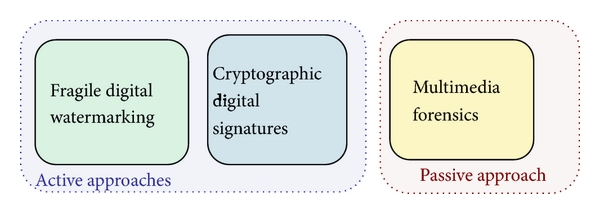 Fragile digital
watermarking
Cryptographic
digital
signatures
Active approaches
Multimedia
forensics
Passive approach